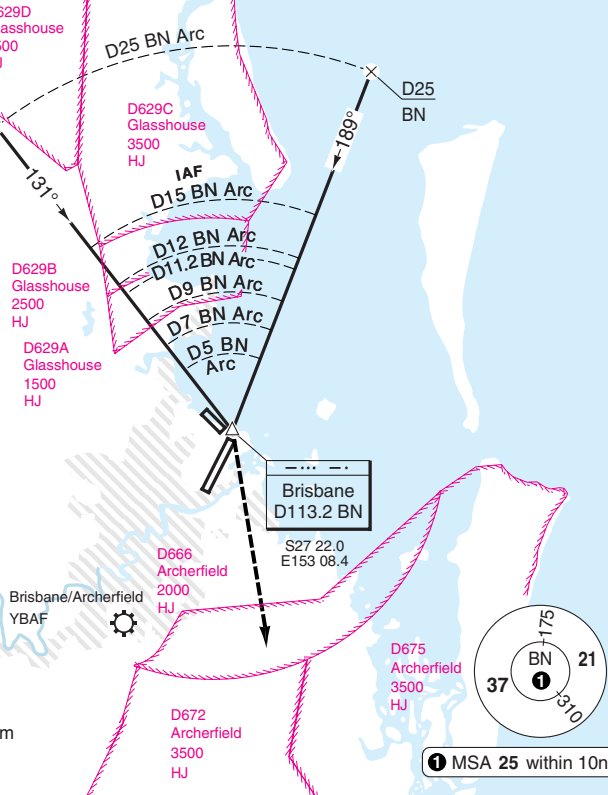 629D
asshouse
500
D25 BN Arc
D25
BN
D629C
Glasshouse
3500
HJ
189°
131°
IAF
D15 BN Arc
D12 BN Arc
D11.2 BN Arc
D9 BN Arc
D7 BN Arc
D5 BN
Arc
D629B
Glasshouse
2500
HJ
D629A
Glasshouse
1500
HJ
Brisbane
D113.2 BN
S27 22.0
E153 08.4
D666
Archerfield
2000
HJ
Brisbane/Archerfield
YBAF
D675
Archerfield
3500
HJ
D672
Archerfield
3500
HJ
175
BN
21
1
37
310
m
1 MSA 25 within 10n